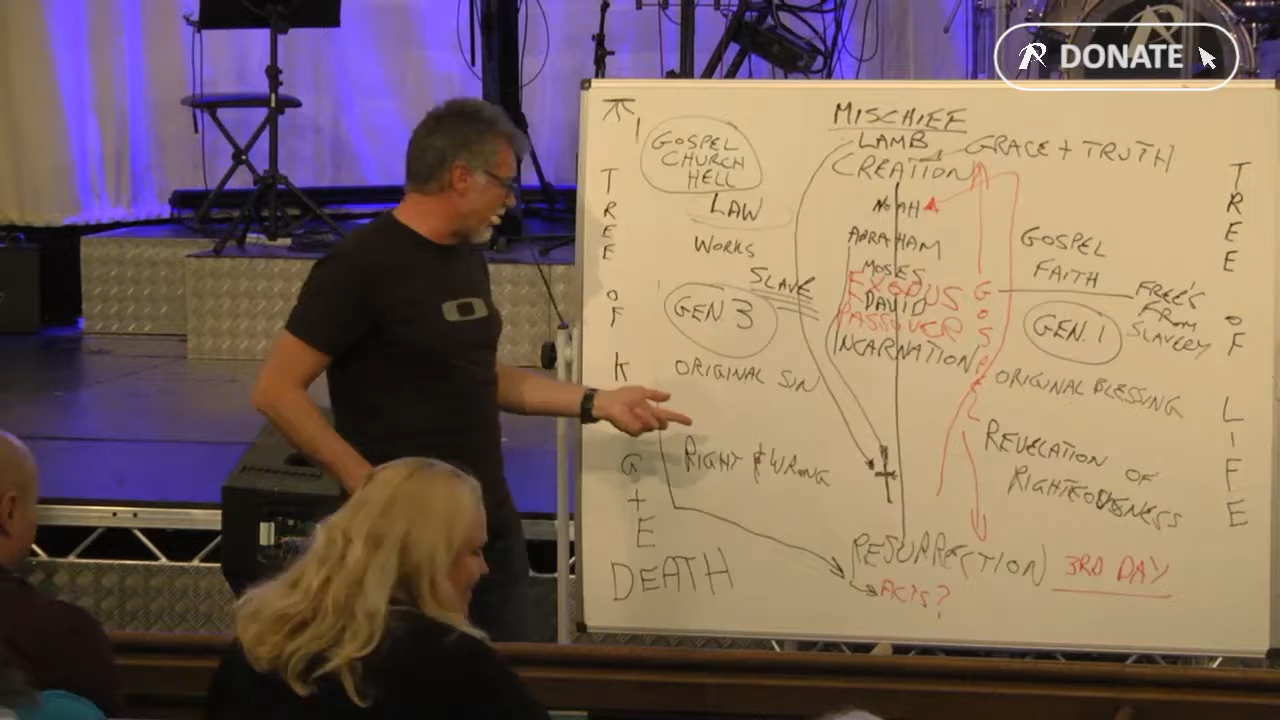 DONATE
MISCHIEF
LAMB
CREATION
GRACE + TRUTH
GOSPEL
CHURCH
HELL
LAW
WORKS
SLAVE
GEN 3
ORIGINAL SIN
RIGHT & WRONG
TREE
OF
K
G+E
DEATH
NOAH
ABRAHAM
MOSES
EXODUS
DAVID
PASSOVER
INCARNATION
GOSPEL
GOSPEL
FAITH
FREE'S
FROM
SLAVERY
GEN. 1
ORIGINAL BLESSING
REVELATION OF
RIGHTEOUSNESS
RESURRECTION
3RD DAY
ACTS?
TREE
OF
LIFE